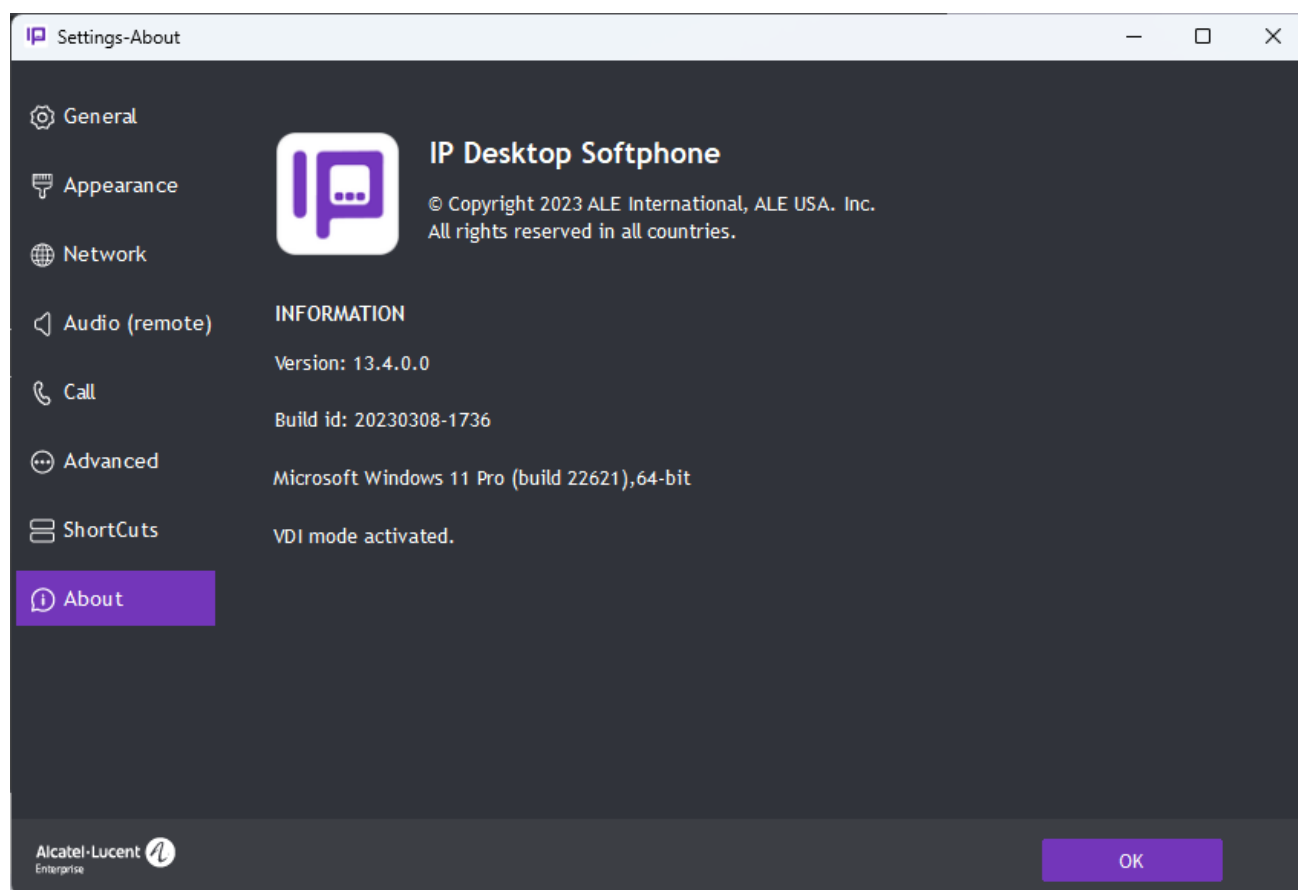 Settings-About
General
Appearance
Network
Audio (remote)
Call
Advanced
ShortCuts
About
IP Desktop Softphone
© Copyright 2023 ALE International, ALE USA. Inc.
All rights reserved in all countries.
INFORMATION
Version: 13.4.0.0
Build id: 20230308-1736
Microsoft Windows 11 Pro (build 22621),64-bit
VDI mode activated.
Alcatel·Lucent
Enterprise
OK